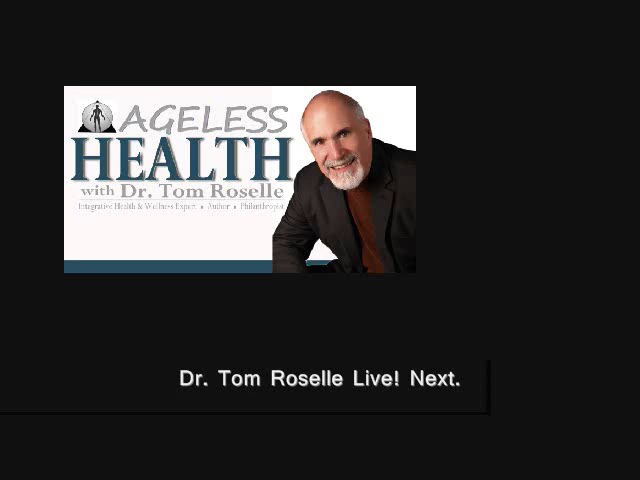 AGELESS
HEALTH
with Dr. Tom Roselle
Integrative Health & Wellness Expert • Author • Philanthropist
Dr. Tom Roselle Live! Next.